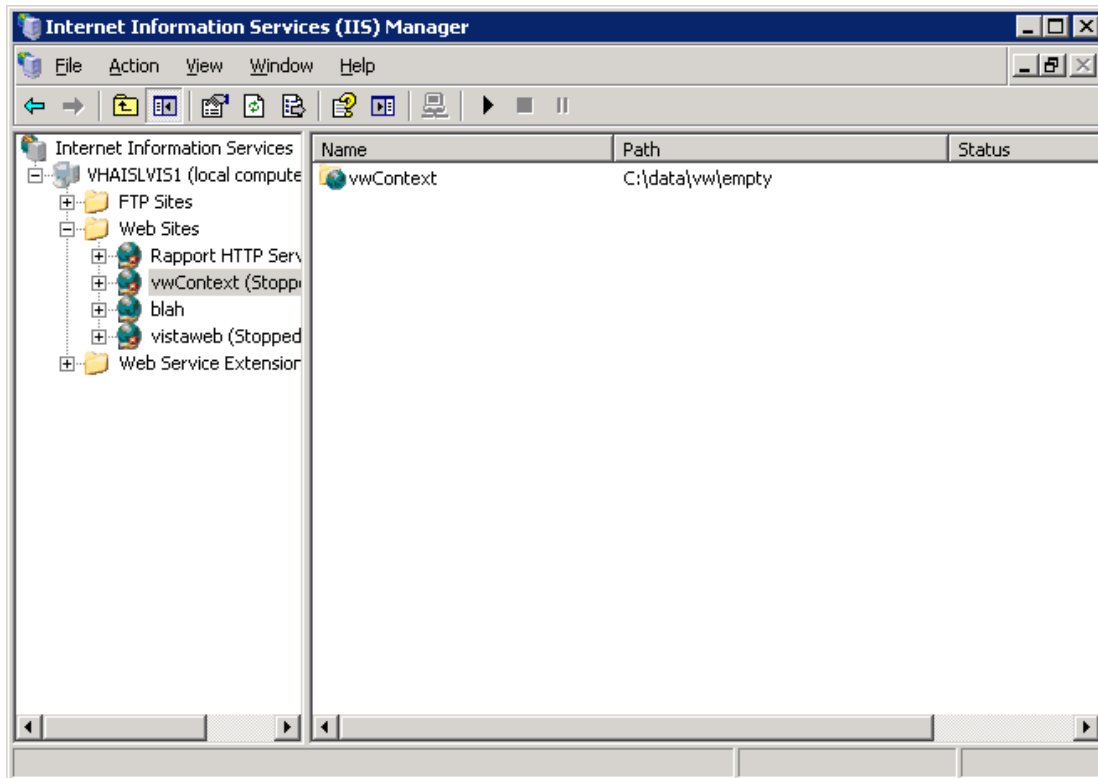 Internet Information Services (IIS) Manager
File Action View Window Help
Internet Information Services
Name Path Status
VHAISLVIS1 (local compute
vwContext C:\data\vw\empty
FTP Sites
Web Sites
Rapport HTTP Serv
vwContext (Stoppe
blah
vistaweb (Stopped
Web Service Extension